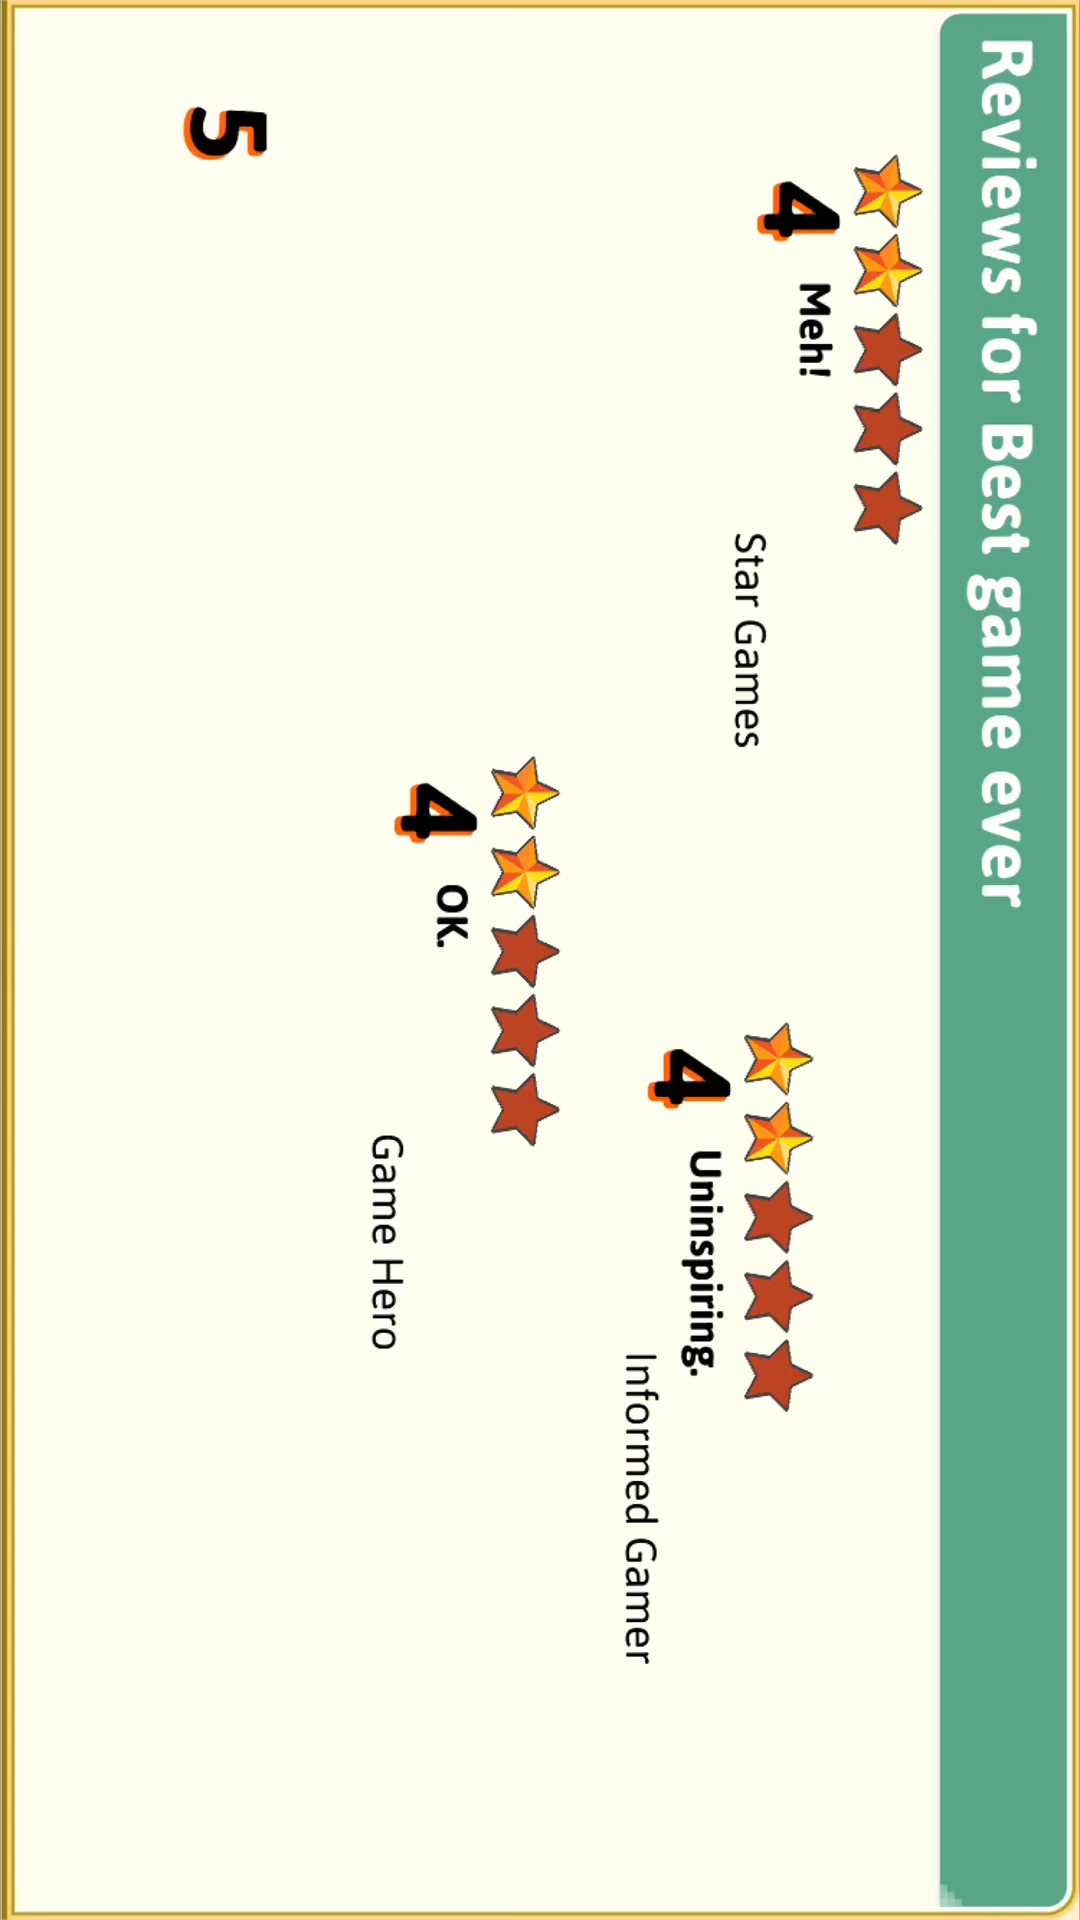 Reviews for Best game ever
4 Meh!
Star Games
4 Uninspiring.
Informed Gamer
4 OK.
Game Hero
5